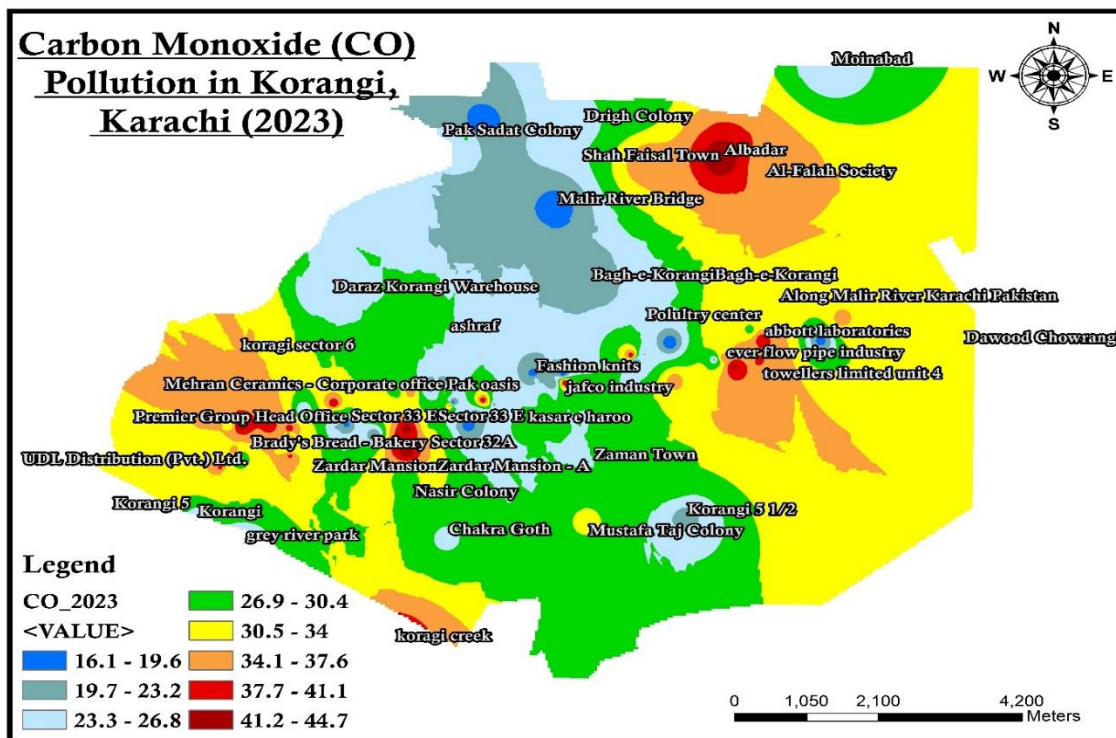 Carbon Monoxide (CO)
Pollution in Korangi,
Karachi (2023)
N
W E
S
Moinabad
Pak Sadat Colony
Drigh Colony
Shah Faisal Town
Albadar
Al-Falah Society
Malir River Bridge
Daraz Korangi Warehouse
Bagh-e-Korangi
Bagh-e-Korangi
Along Malir River Karachi Pakistan
ashraf
Polultry center
abbott laboratories
Dawood Chowrangi
koragi sector 6
ever flow pipe industry
Fashion knits
towellers limited unit 4
Mehran Ceramics - Corporate office
Pak oasis
jafco industry
Premier Group Head Office
Sector 33 E
Sector 33 E
kasar e haroo
Brady's Bread - Bakery
Sector 32A
UDL Distribution (Pvt.) Ltd.
Zardar Mansion
Zardar Mansion - A
Zaman Town
Nasir Colony
Korangi 5
Korangi
Korangi 5 1/2
grey river park
Chakra Goth
Mustafa Taj Colony
koragi creek
Legend
CO_2023
<VALUE>
16.1 - 19.6
19.7 - 23.2
23.3 - 26.8
26.9 - 30.4
30.5 - 34
34.1 - 37.6
37.7 - 41.1
41.2 - 44.7
0 1,050 2,100 4,200
Meters